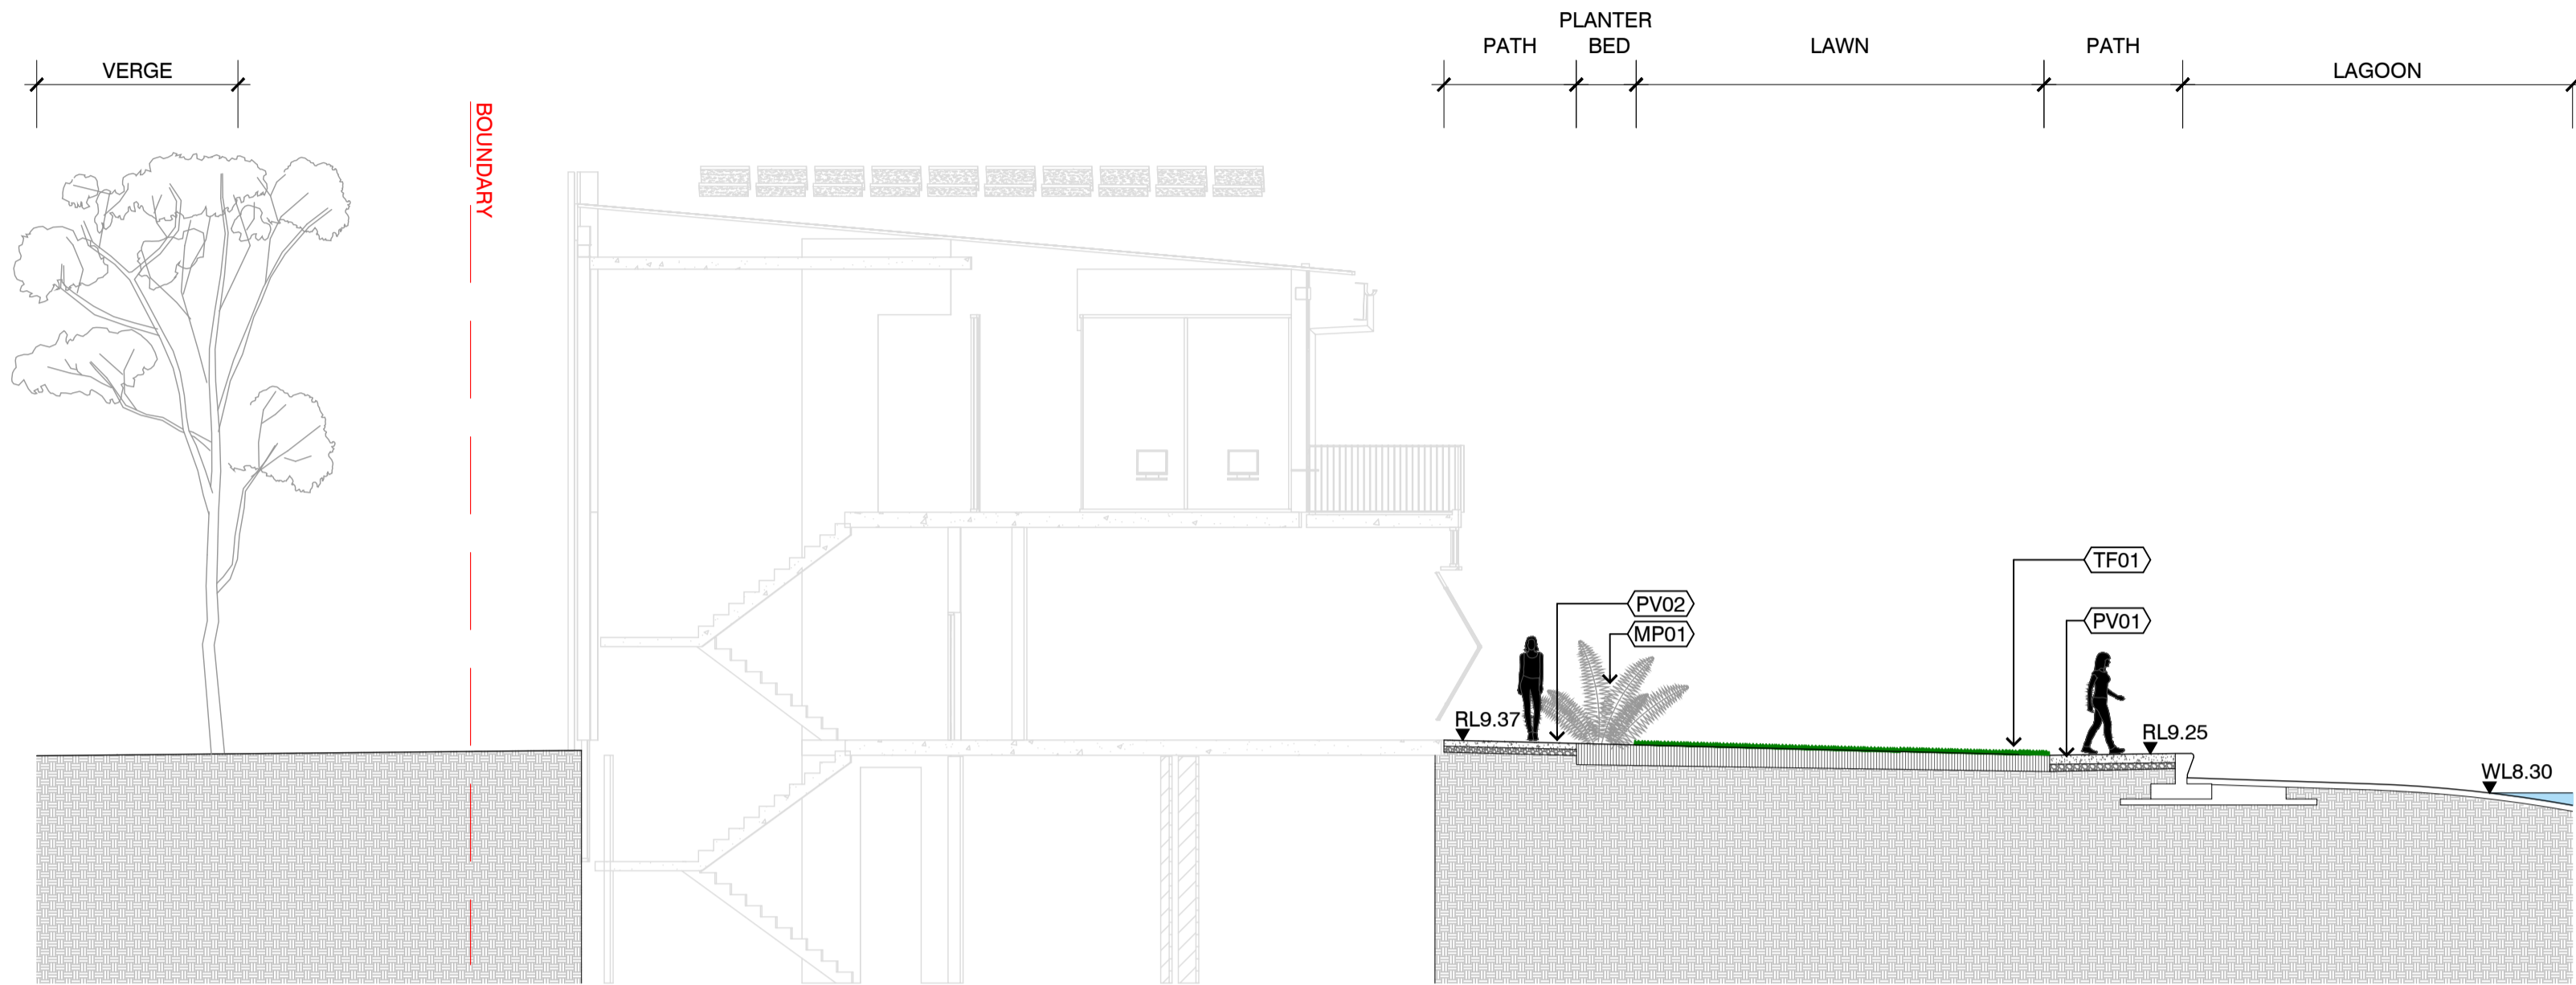 VERGE
BOUNDARY
PATH
PLANTER
BED
LAWN
PATH
LAGOON
TF01
PV02
PV01
MP01
RL9.37
RL9.25
WL8.30